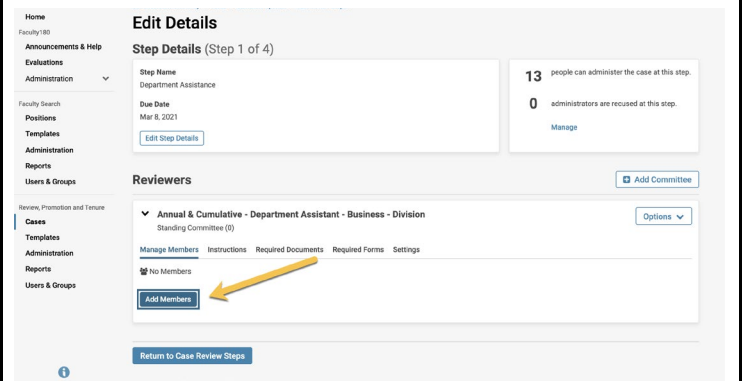 Home
Faculty180
Announcements & Help
Evaluations
Administration
Faculty Search
Positions
Templates
Administration
Reports
Users & Groups
Review, Promotion and Tenure
Cases
Templates
Administration
Reports
Users & Groups
Edit Details
Step Details (Step 1 of 4)
Step Name
Department Assistance
Due Date
Mar 8, 2021
Edit Step Details
13 people can administer the case at this step.
0 administrators are recused at this step.
Manage
Reviewers
Add Committee
Annual & Cumulative - Department Assistant - Business - Division
Standing Committee (0)
Options
Manage Members Instructions Required Documents Required Forms Settings
No Members
Add Members
Return to Case Review Steps